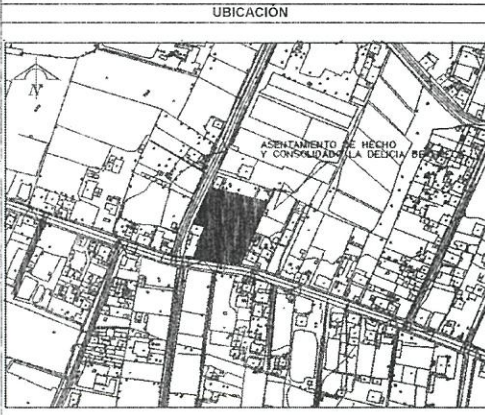 UBICACIÓN
N
ASENTAMIENTO DE HECHO
Y CONSOLIDADO LA DELICIA